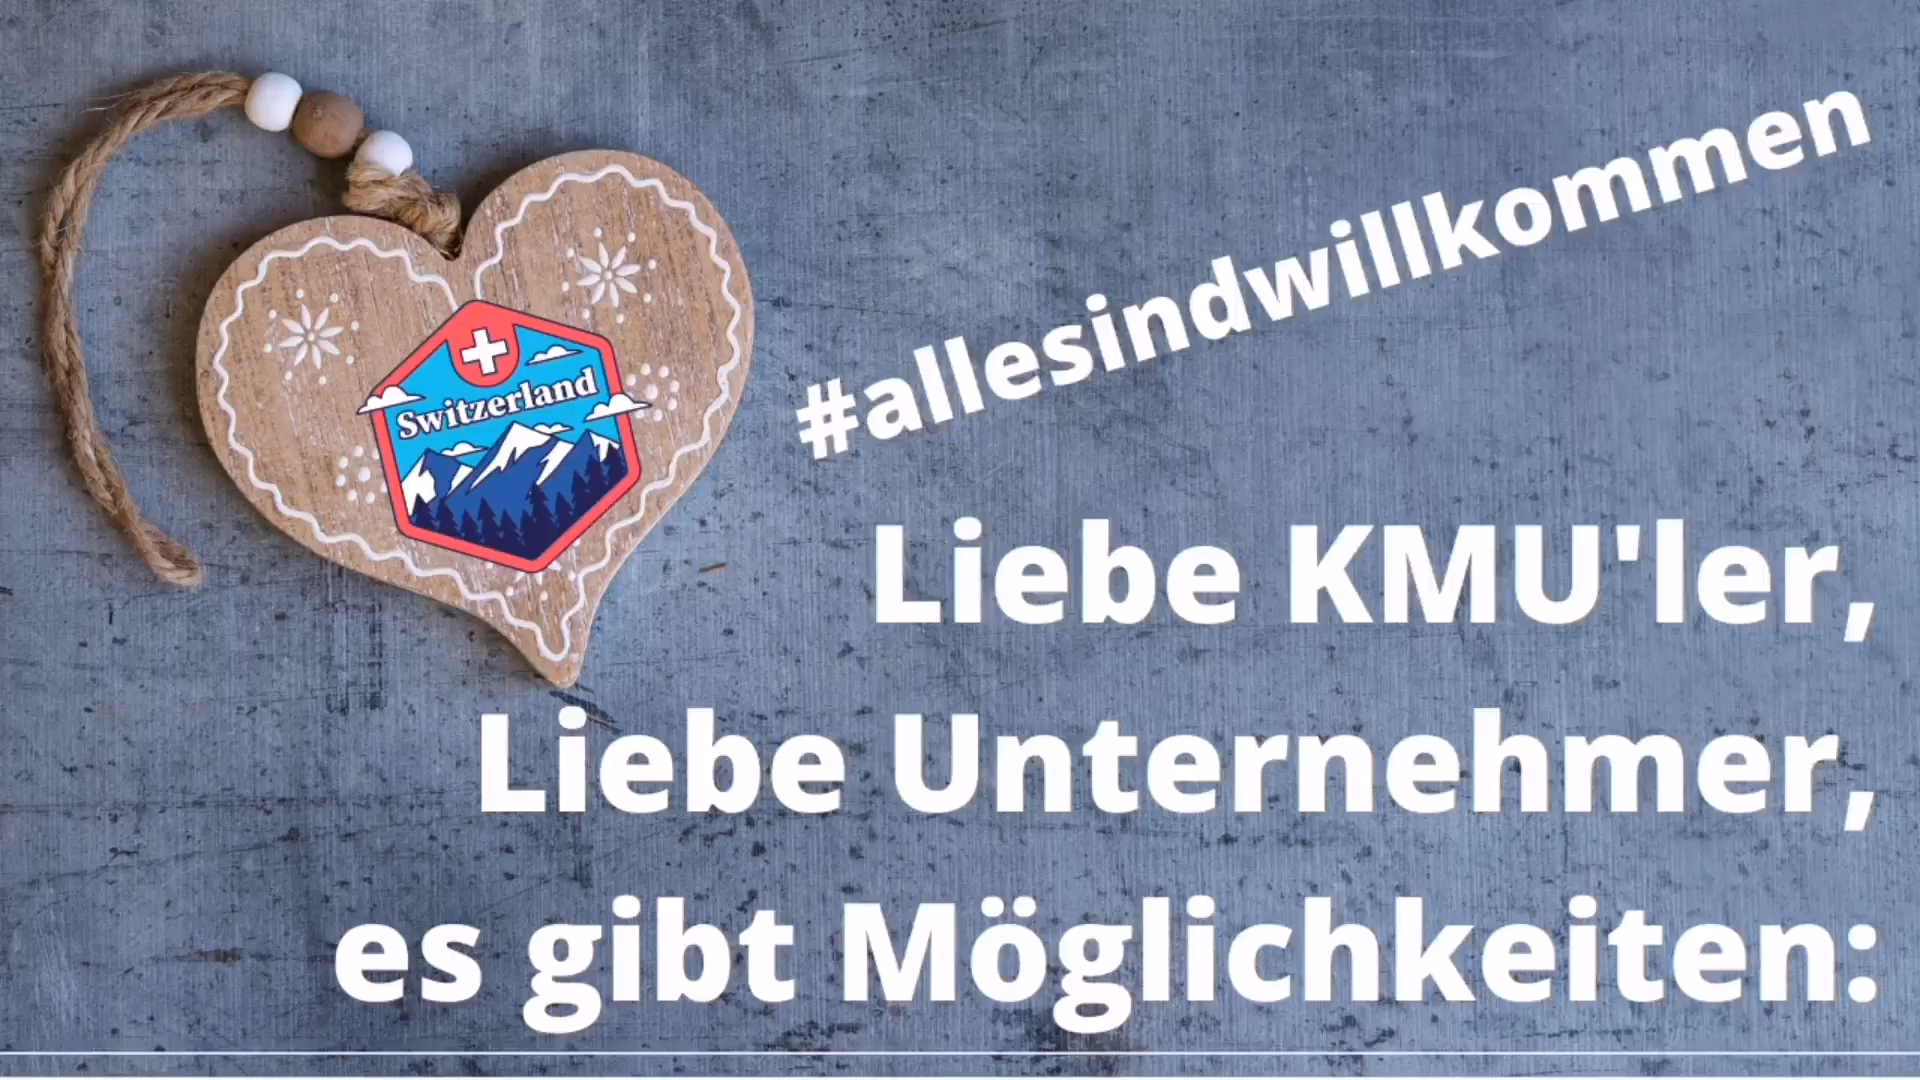 #allesindwillkommen
Switzerland
Liebe KMU'ler,
Liebe Unternehmer,
es gibt Möglichkeiten: